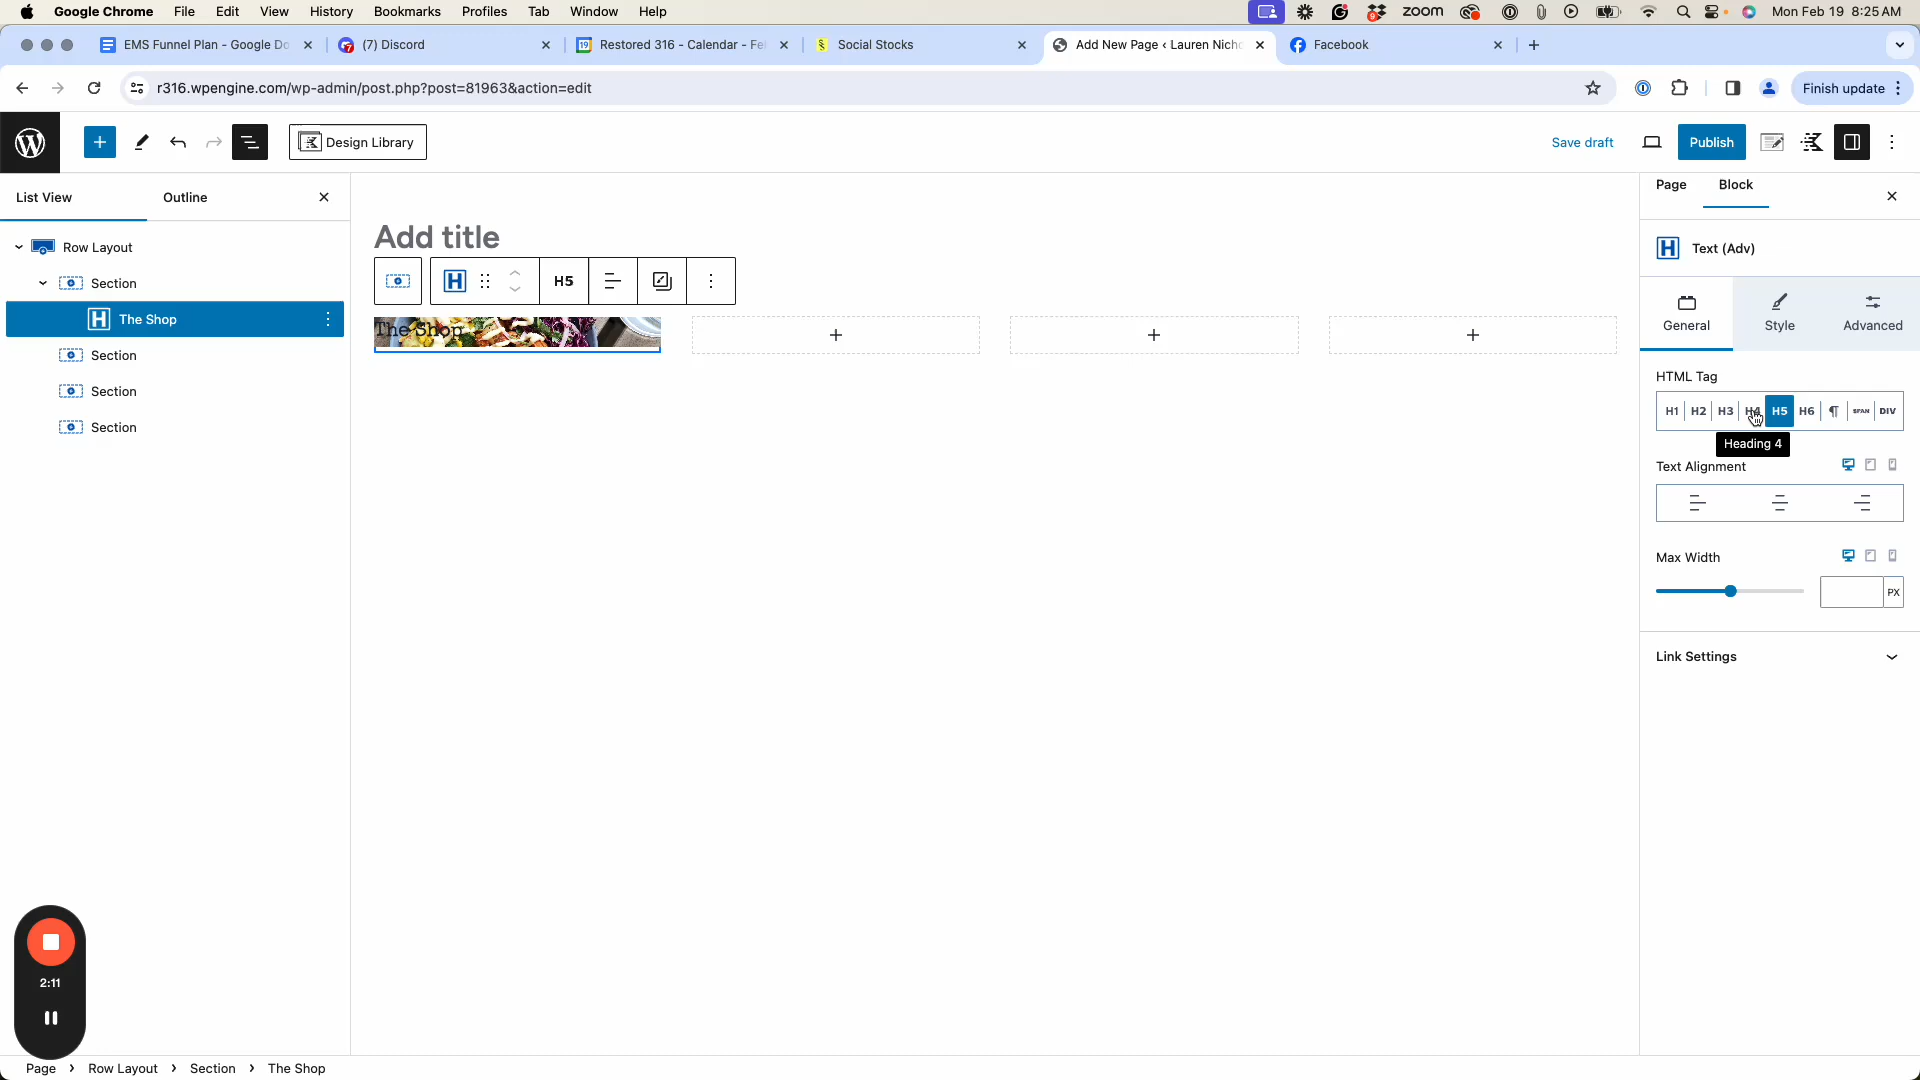 Google Chrome File Edit View History Bookmarks Profiles Tab Window Help zoom Mon Feb 19 8:25 AM
EMS Funnel Plan - Google Do (7) Discord Restored 316 - Calendar - Fe Social Stocks Add New Page ‹ Lauren Nich Facebook
r316.wpengine.com/wp-admin/post.php?post=81963&action=edit Finish update
Design Library Save draft Publish
List View Outline Page Block
Row Layout
Section
The Shop
Section
Section
Section
Add title
H5
The Shop
Text (Adv)
General Style Advanced
HTML Tag
H1 H2 H3 H4 H5 H6 ¶ SPAN DIV
Heading 4
Text Alignment
Max Width
PX
Link Settings
2:11
Page › Row Layout › Section › The Shop